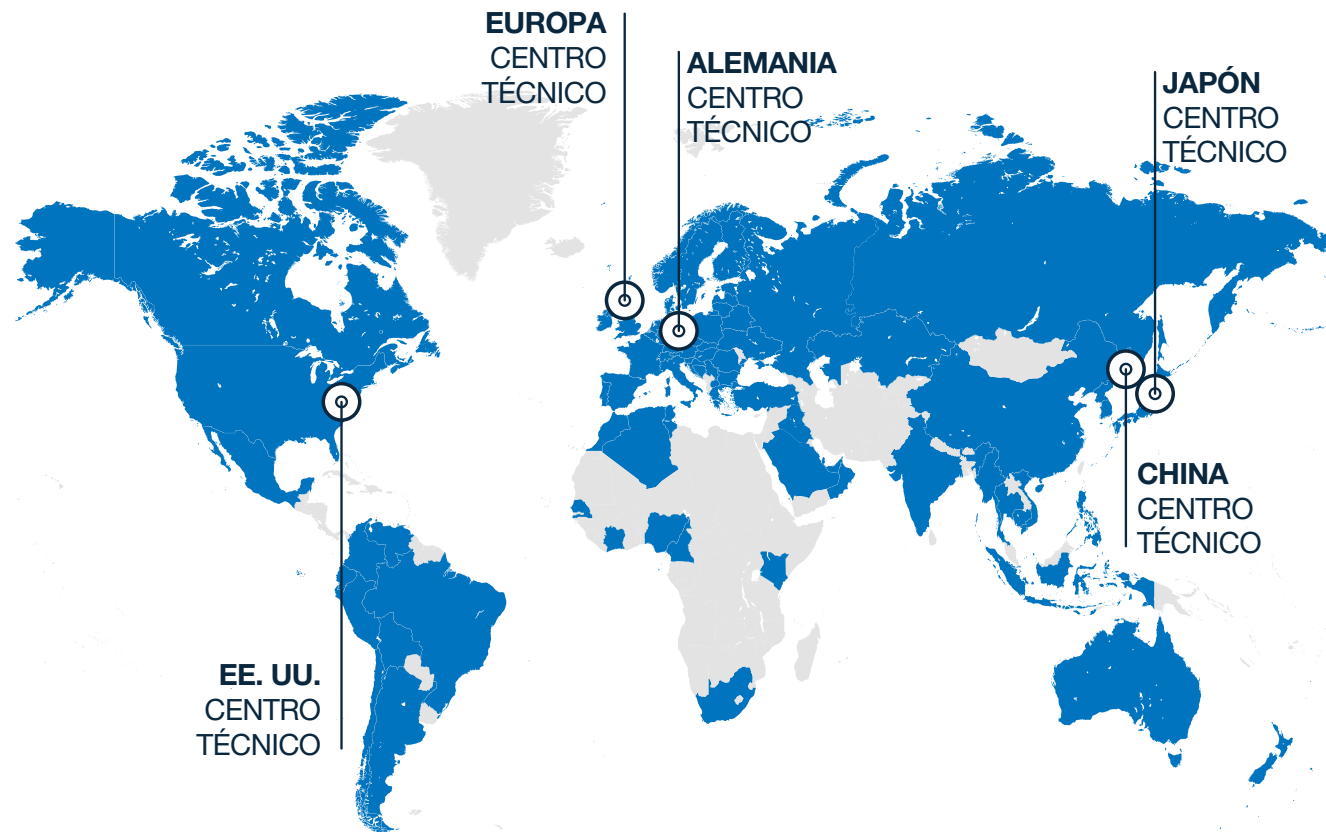 EUROPA
CENTRO
TÉCNICO
ALEMANIA
CENTRO
TÉCNICO
JAPÓN
CENTRO
TÉCNICO
CHINA
CENTRO
TÉCNICO
EE. UU.
CENTRO
TÉCNICO